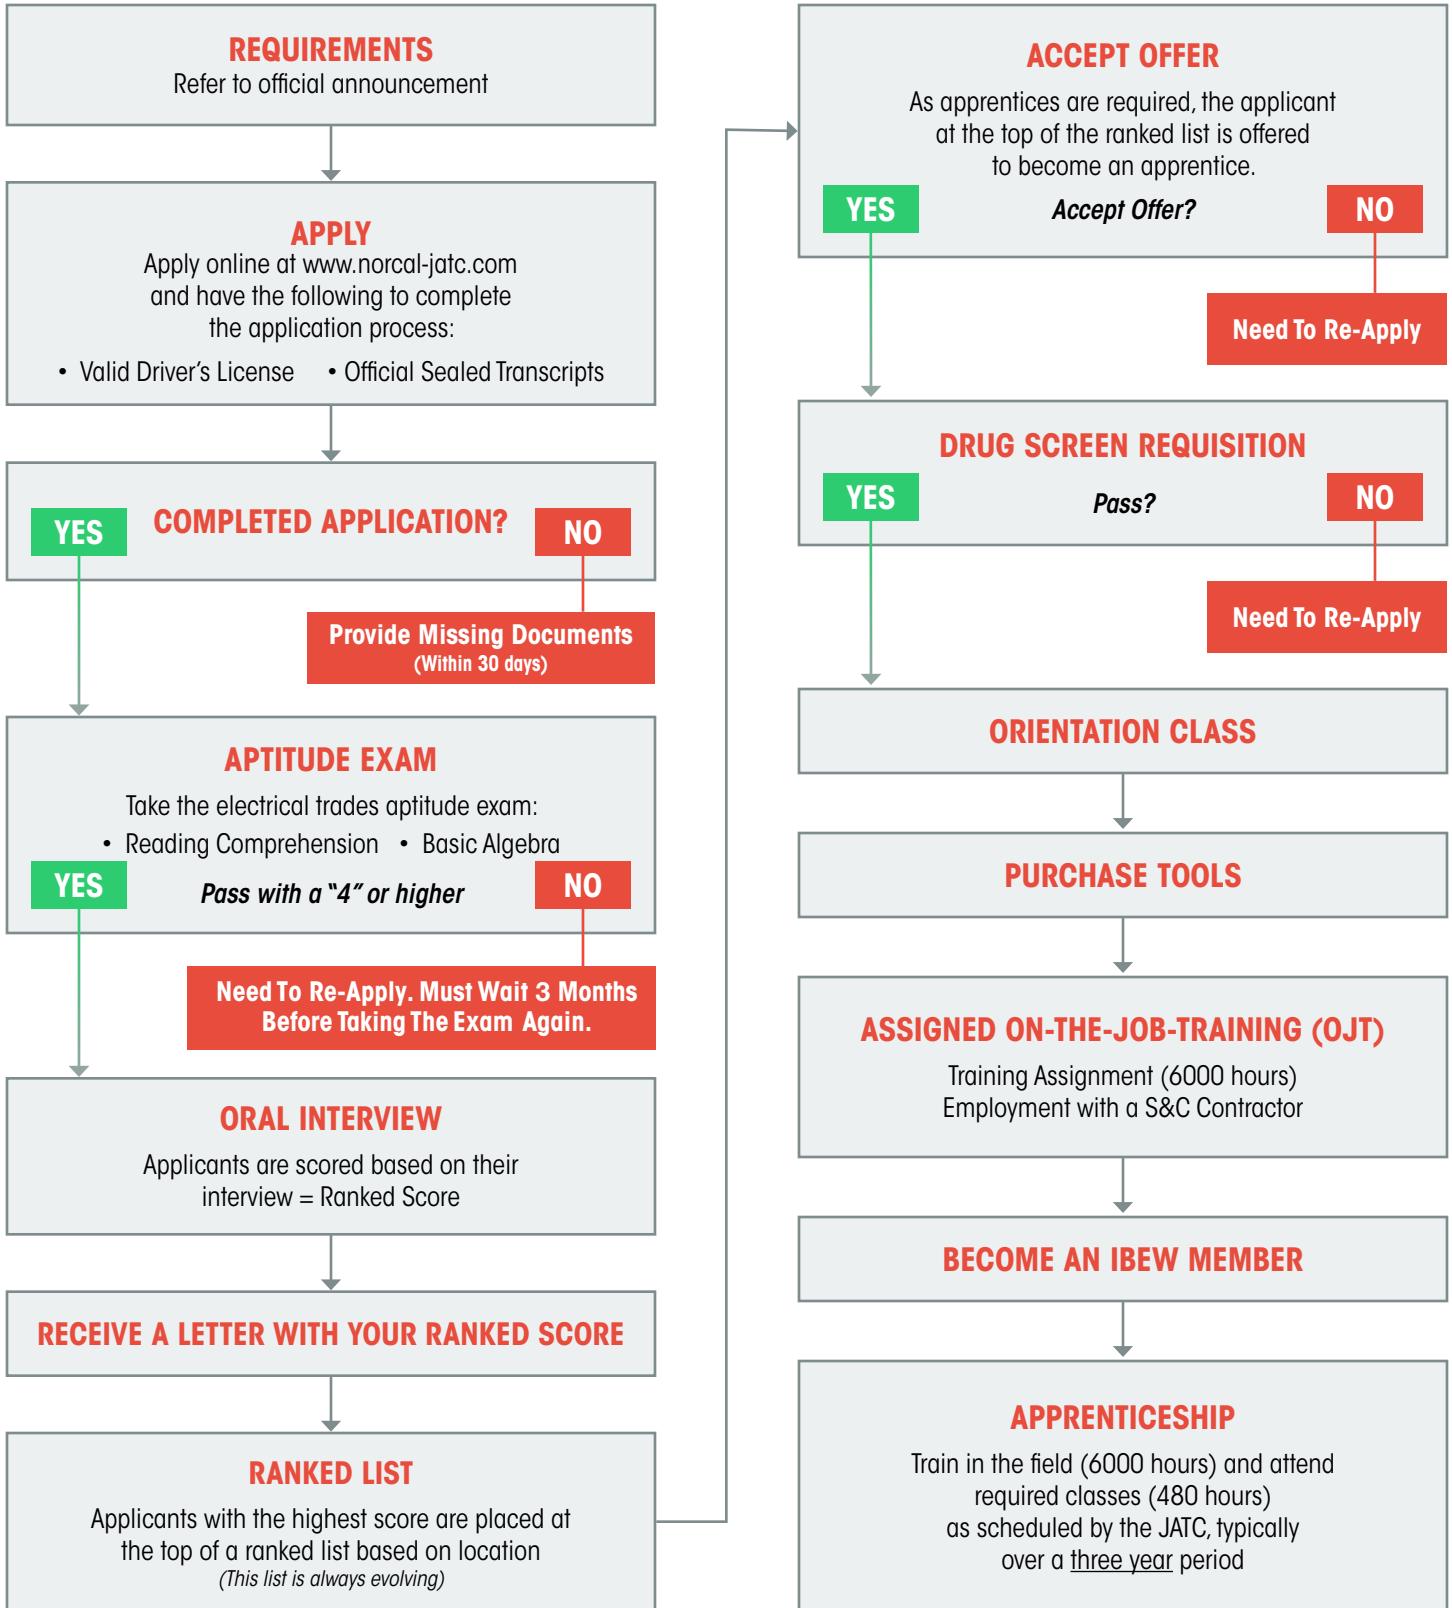 REQUIREMENTS
Refer to official announcement
APPLY
Apply online at www.norcal-jatc.com
and have the following to complete
the application process:
• Valid Driver's License • Official Sealed Transcripts
COMPLETED APPLICATION?
YES
NO
Provide Missing Documents
(Within 30 days)
APTITUDE EXAM
Take the electrical trades aptitude exam:
• Reading Comprehension • Basic Algebra
YES
Pass with a "4" or higher
NO
Need To Re-Apply. Must Wait 3 Months
Before Taking The Exam Again.
ORAL INTERVIEW
Applicants are scored based on their
interview = Ranked Score
RECEIVE A LETTER WITH YOUR RANKED SCORE
RANKED LIST
Applicants with the highest score are placed at
the top of a ranked list based on location
(This list is always evolving)
ACCEPT OFFER
As apprentices are required, the applicant
at the top of the ranked list is offered
to become an apprentice.
YES
Accept Offer?
NO
Need To Re-Apply
DRUG SCREEN REQUISITION
YES
Pass?
NO
Need To Re-Apply
ORIENTATION CLASS
PURCHASE TOOLS
ASSIGNED ON-THE-JOB-TRAINING (OJT)
Training Assignment (6000 hours)
Employment with a S&C Contractor
BECOME AN IBEW MEMBER
APPRENTICESHIP
Train in the field (6000 hours) and attend
required classes (480 hours)
as scheduled by the JATC, typically
over a three year period